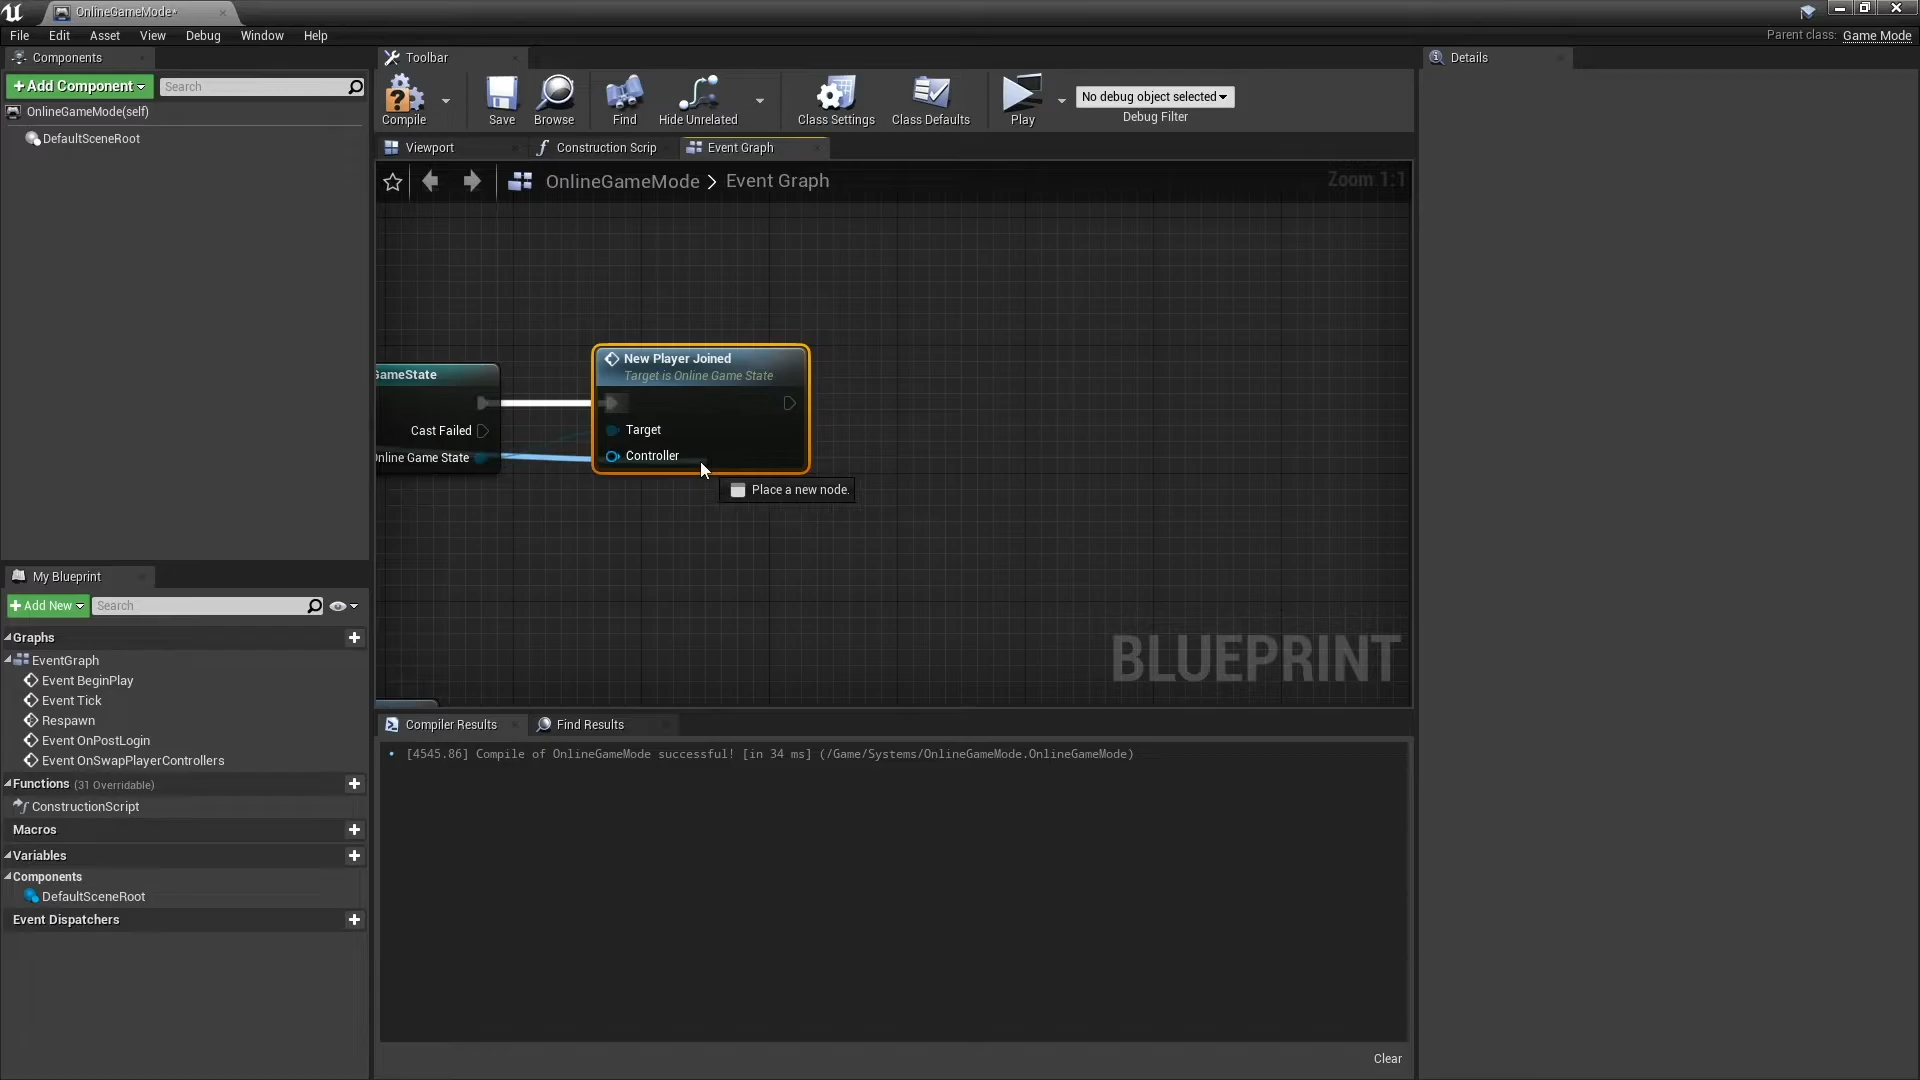 OnlineGameMode*
File Edit Asset View Debug Window Help
Parent class: Game Mode
Components
Toolbar
Details
+ Add Component
Search
OnlineGameMode(self)
DefaultSceneRoot
Compile
Save
Browse
Find
Hide Unrelated
Class Settings
Class Defaults
Play
No debug object selected
Debug Filter
Viewport
Construction Scrip
Event Graph
OnlineGameMode > Event Graph
Zoom 1:1
GameState
Cast Failed
nline Game State
New Player Joined
Target is Online Game State
Target
Controller
Place a new node.
BLUEPRINT
My Blueprint
+ Add New
Search
Graphs
EventGraph
Event BeginPlay
Event Tick
Respawn
Event OnPostLogin
Event OnSwapPlayerControllers
Functions (31 Overridable)
ConstructionScript
Macros
Variables
Components
DefaultSceneRoot
Event Dispatchers
Compiler Results
Find Results
• [4545.86] Compile of OnlineGameMode successful! [in 34 ms] (/Game/Systems/OnlineGameMode.OnlineGameMode)
Clear